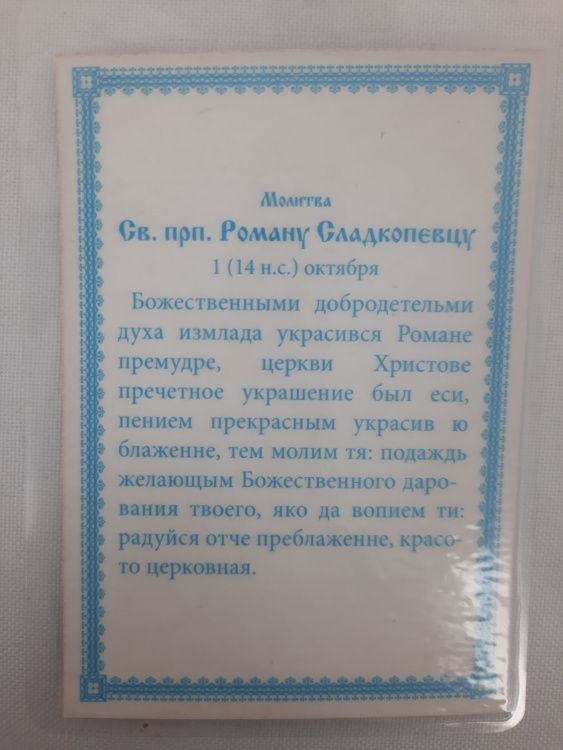 Молитва
Св. прп. Роману Сладкопевцу
1 (14 н.с.) октября
Божественными добродетельми
духа измлада украсився Романе
премудре, церкви Христове
пречетное украшение был еси,
пением прекрасным украсив ю
блаженне, тем молим тя: подаждь
желающым Божественного даро-
вания твоего, яко да вопием ти:
радуйся отче преблаженне, красо-
то церковная.